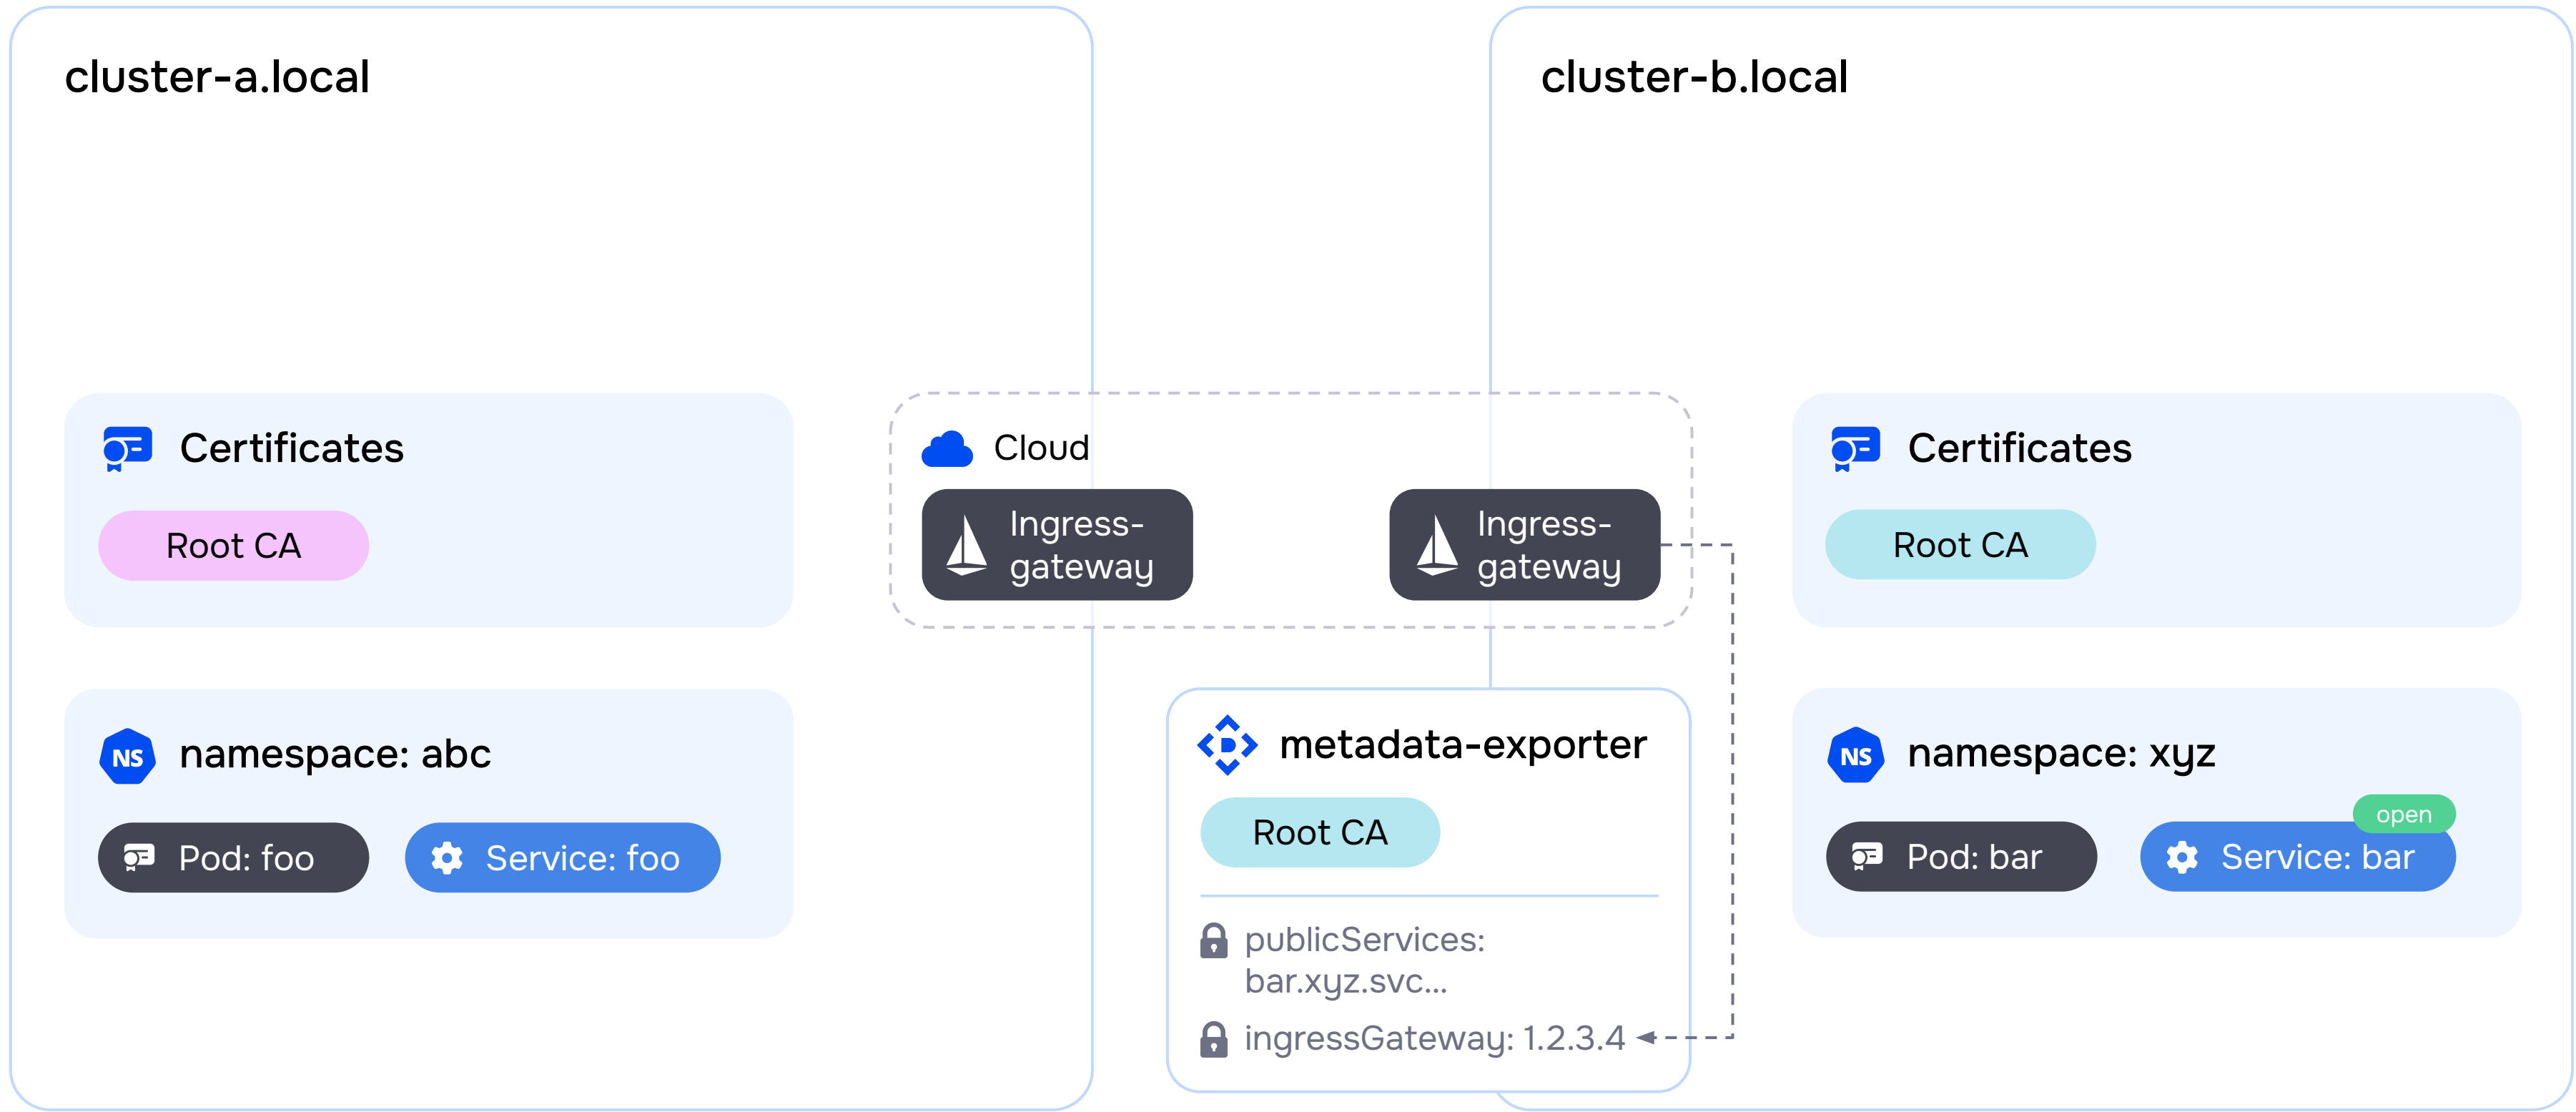 cluster-a.local
Certificates
Root CA
NS
namespace: abc
Pod: foo
Service: foo
Cloud
Ingress-
gateway
Ingress-
gateway
metadata-exporter
Root CA
publicServices:
bar.xyz.svc...
ingressGateway: 1.2.3.4
cluster-b.local
Certificates
Root CA
NS
namespace: xyz
open
Pod: bar
Service: bar